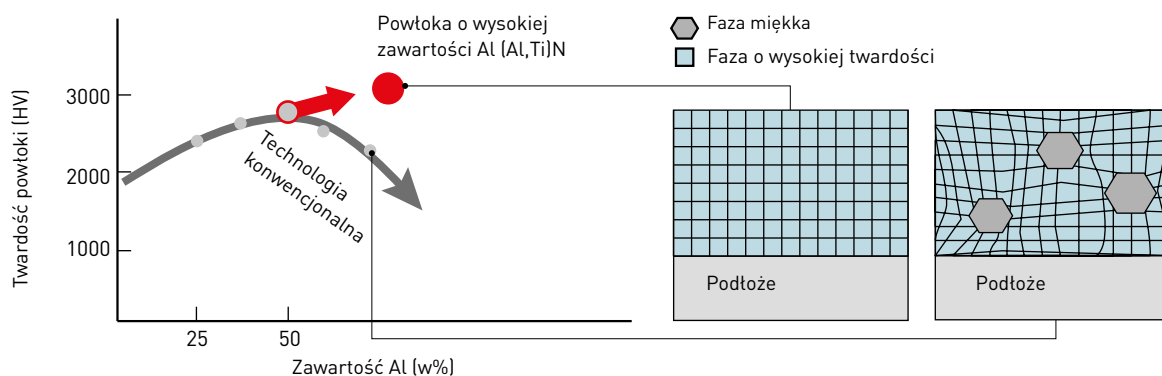 Powłoka o wysokiej
zawartości Al (Al,Ti)N
Faza miękka
Faza o wysokiej twardości
Twardość powłoki (HV)
3000
2000
1000
Technologia
konwencjonalna
Podłoże
Podłoże
25
50
Zawartość Al (w%)